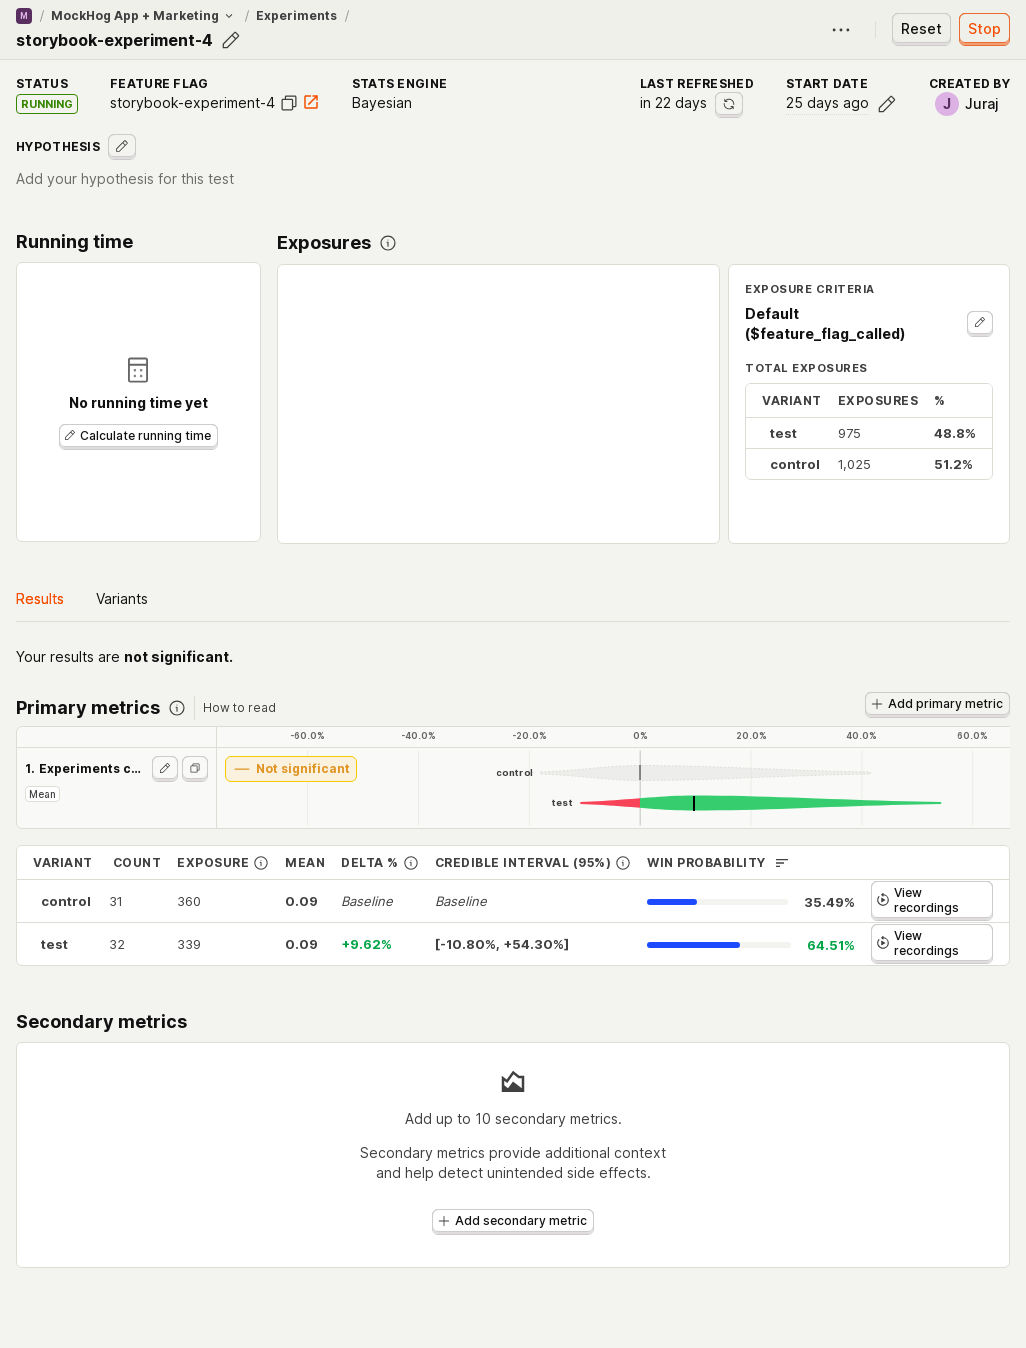 M / MockHog App + Marketing / Experiments /
storybook-experiment-4
Reset
Stop
STATUS
RUNNING
FEATURE FLAG
storybook-experiment-4
STATS ENGINE
Bayesian
LAST REFRESHED
in 22 days
START DATE
25 days ago
CREATED BY
J Juraj
HYPOTHESIS
Add your hypothesis for this test
Running time
No running time yet
Calculate running time
Exposures
EXPOSURE CRITERIA
Default
($feature_flag_called)
TOTAL EXPOSURES
VARIANT EXPOSURES %
test 975 48.8%
control 1,025 51.2%
Results Variants
Your results are not significant.
Primary metrics How to read
Add primary metric
-60.0% -40.0% -20.0% 0% 20.0% 40.0% 60.0%
1. Experiments c...
Mean
Not significant
control
test
VARIANT COUNT EXPOSURE MEAN DELTA % CREDIBLE INTERVAL (95%) WIN PROBABILITY
control 31 360 0.09 Baseline Baseline 35.49%
View
recordings
test 32 339 0.09 +9.62% [-10.80%, +54.30%] 64.51%
View
recordings
Secondary metrics
Add up to 10 secondary metrics.
Secondary metrics provide additional context
and help detect unintended side effects.
Add secondary metric